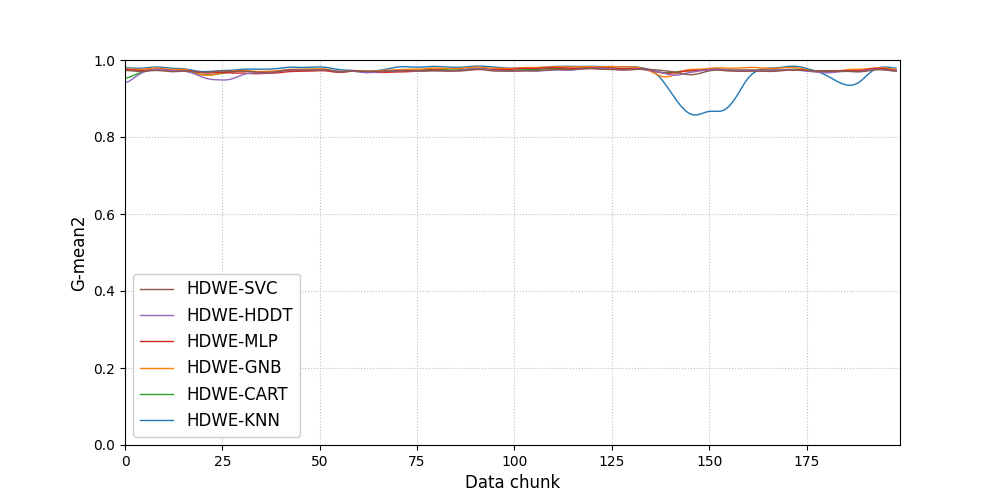 1.0
0.8
0.6
0.4
0.2
0.0
G-mean2
HDWE-SVC
HDWE-HDDT
HDWE-MLP
HDWE-GNB
HDWE-CART
HDWE-KNN
0 25 50 75 100 125 150 175
Data chunk